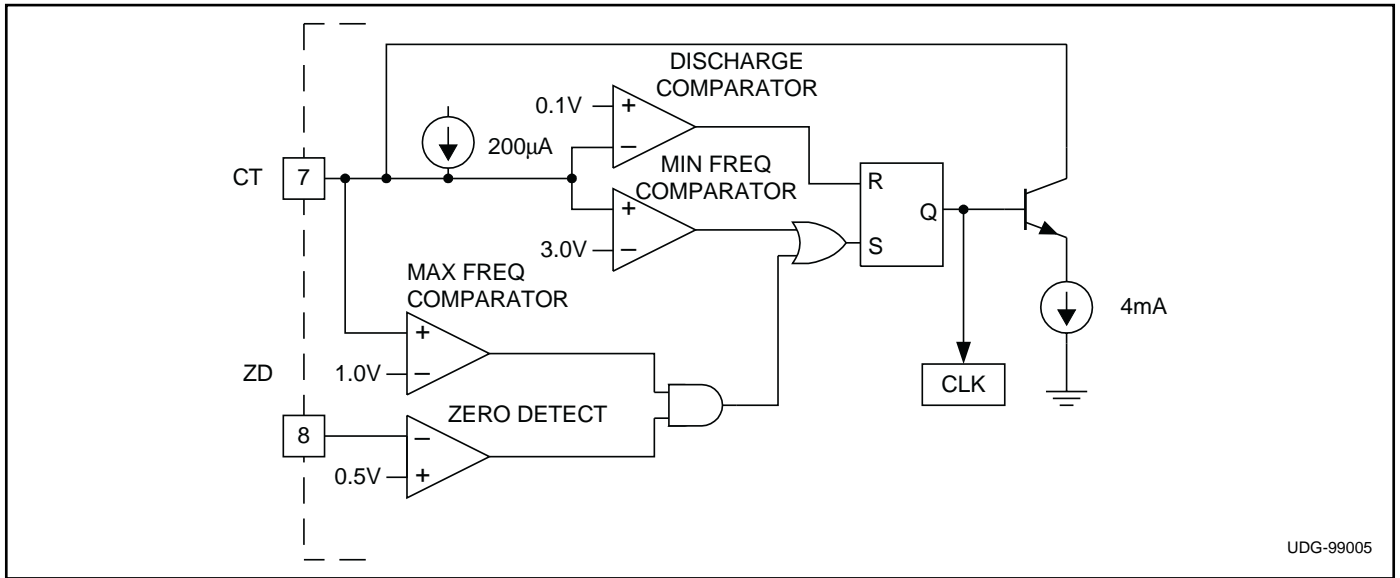 DISCHARGE
COMPARATOR
0.1V
+
−
200µA
CT
7
MIN FREQ
COMPARATOR
+
−
3.0V
R
S
Q
MAX FREQ
COMPARATOR
+
−
1.0V
4mA
CLK
ZD
8
ZERO DETECT
−
+
0.5V
UDG-99005